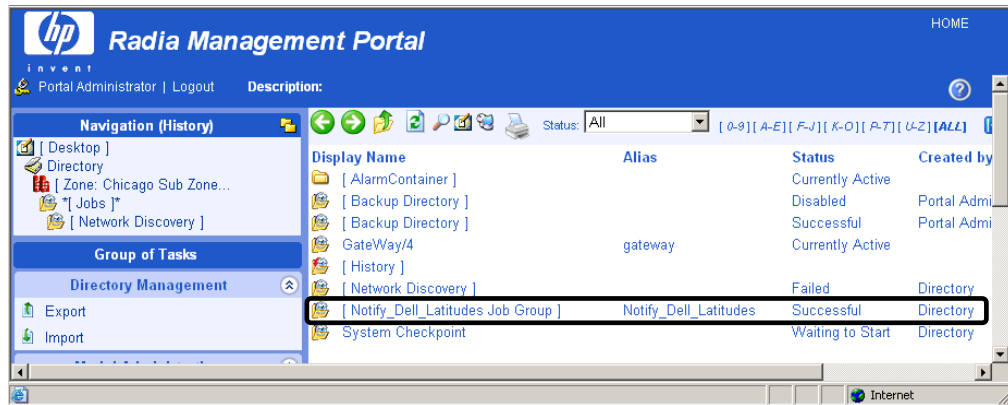 hp
invent
Radia Management Portal
HOME
Portal Administrator | Logout
Description:
?
Navigation (History)
[ Desktop ]
Directory
[ Zone: Chicago Sub Zone...
*[ Jobs ]*
[ Network Discovery ]
Group of Tasks
Directory Management
Export
Import
Status: All [ 0-9][ A-E][ F-J][ K-O][ P-T][ U-Z][ALL]
Display Name Alias Status Created by
[ AlarmContainer ] Currently Active
[ Backup Directory ] Disabled Portal Admi
[ Backup Directory ] Successful Portal Admi
GateWay/4 gateway Currently Active
[ History ]
[ Network Discovery ] Failed Directory
[ Notify_Dell_Latitudes Job Group ] Notify_Dell_Latitudes Successful Directory
System Checkpoint Waiting to Start Directory
Internet